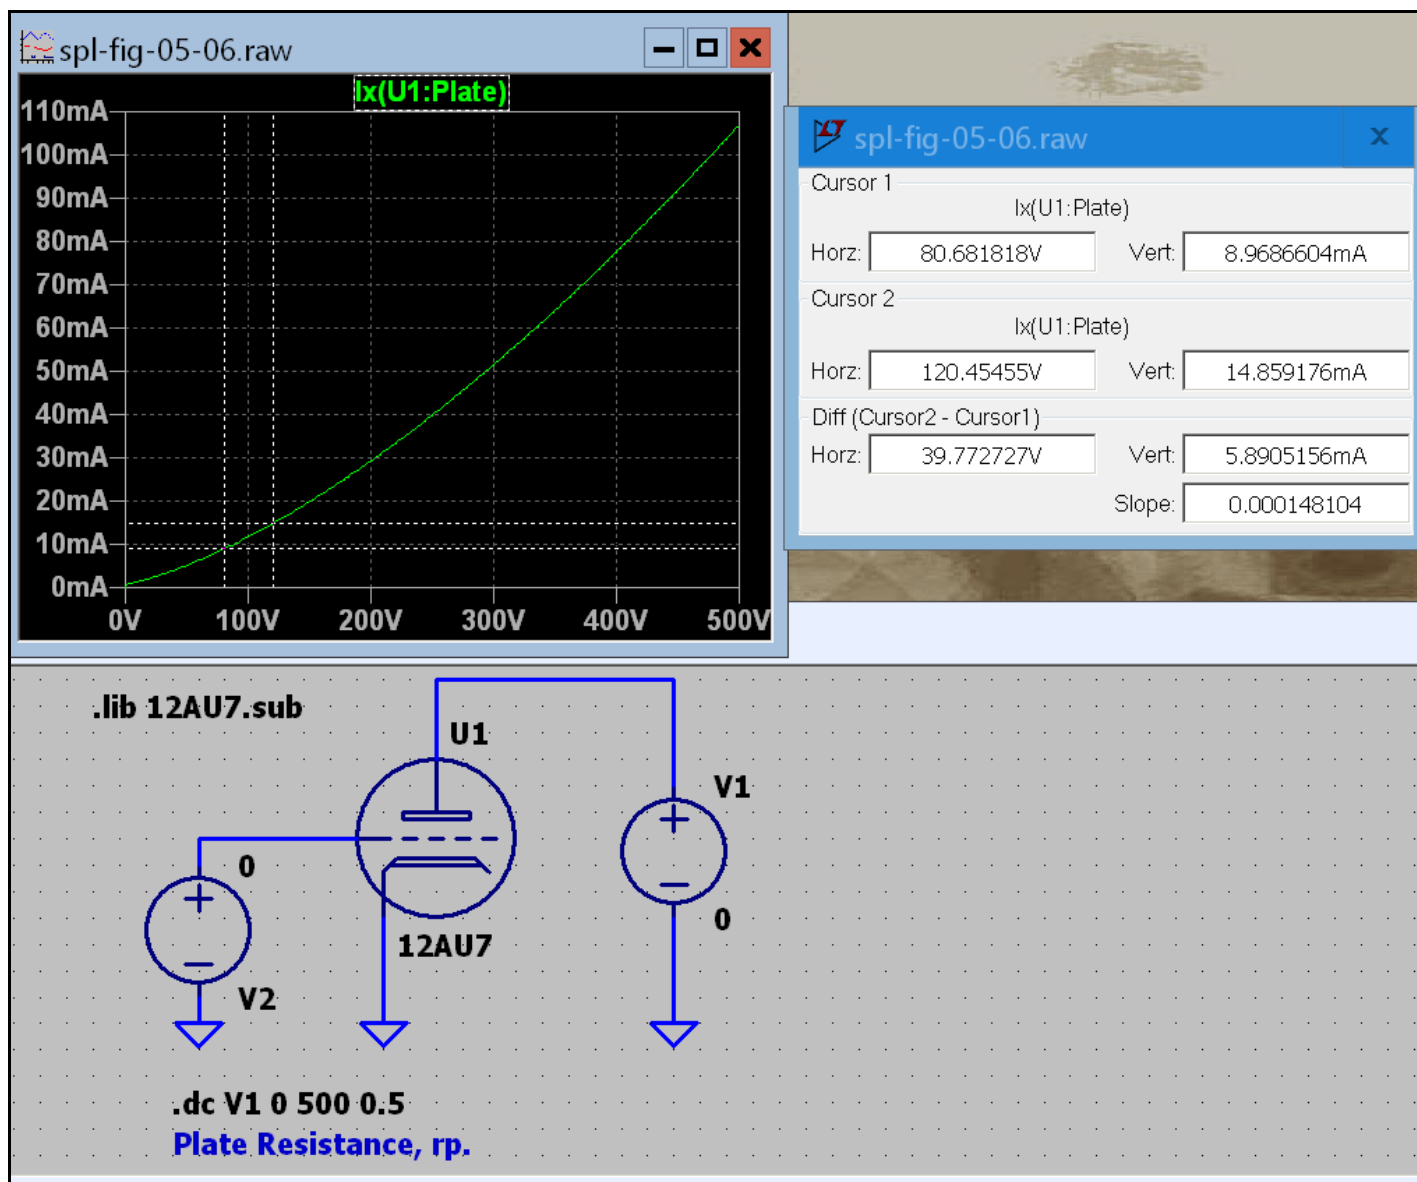 spl-fig-05-06.raw
Ix(U1:Plate)
110mA
100mA
90mA
80mA
70mA
60mA
50mA
40mA
30mA
20mA
10mA
0mA
0V 100V 200V 300V 400V 500V
spl-fig-05-06.raw
Cursor 1
Ix(U1:Plate)
Horz: 80.681818V Vert: 8.9686604mA
Cursor 2
Ix(U1:Plate)
Horz: 120.45455V Vert: 14.859176mA
Diff (Cursor2 - Cursor1)
Horz: 39.772727V Vert: 5.8905156mA
Slope: 0.000148104
.lib 12AU7.sub
U1
V1
0
0
12AU7
V2
.dc V1 0 500 0.5
Plate Resistance, rp.